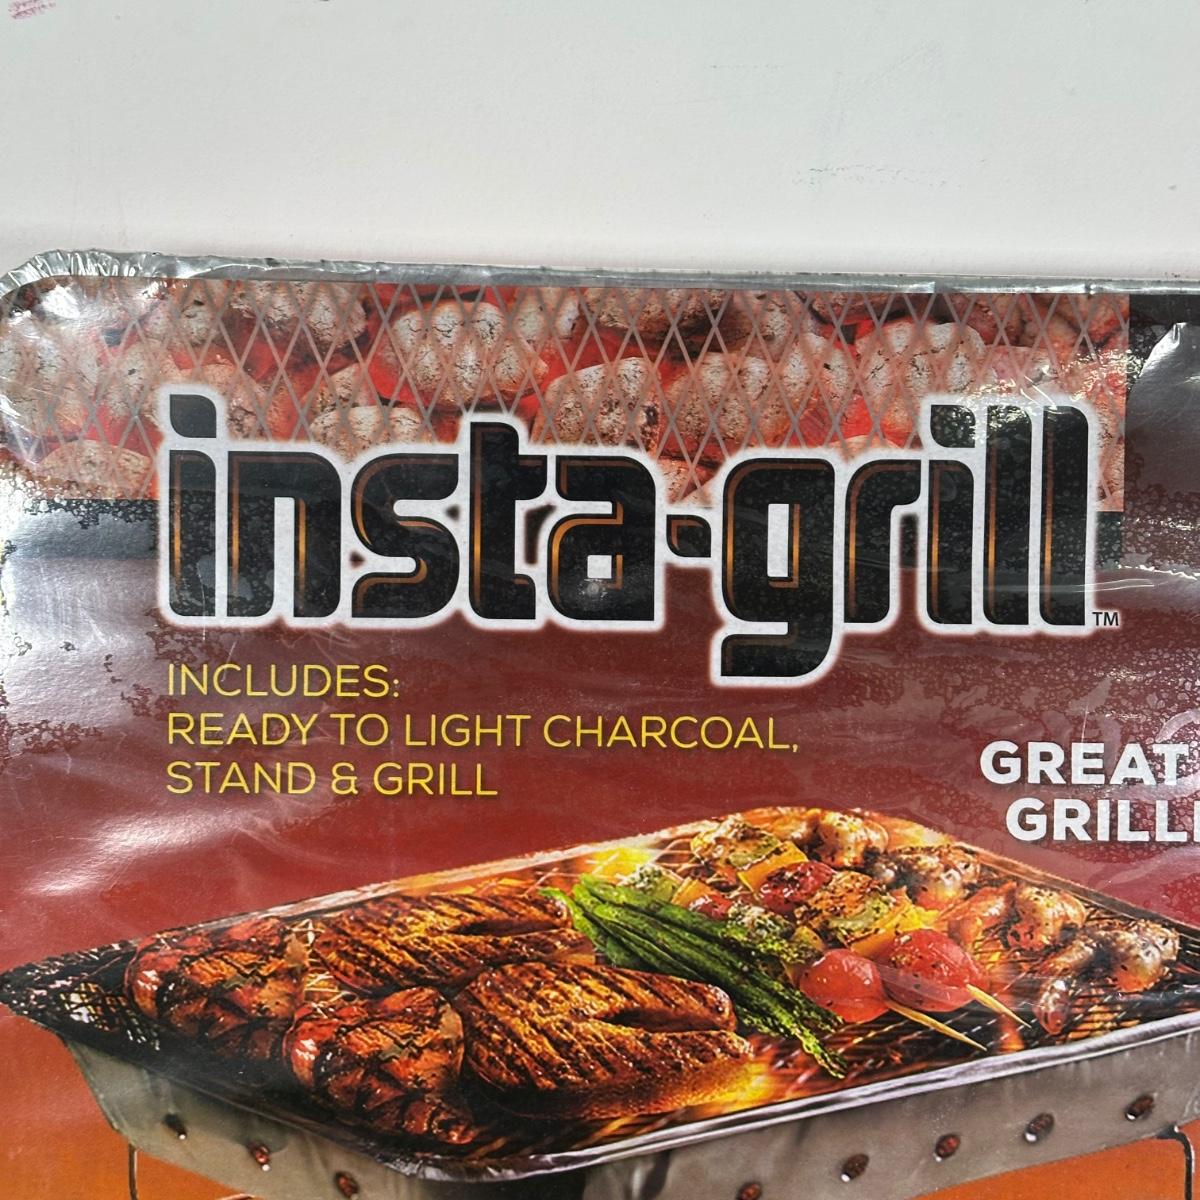 insta-grill™
INCLUDES:
READY TO LIGHT CHARCOAL,
STAND & GRILL
GREAT